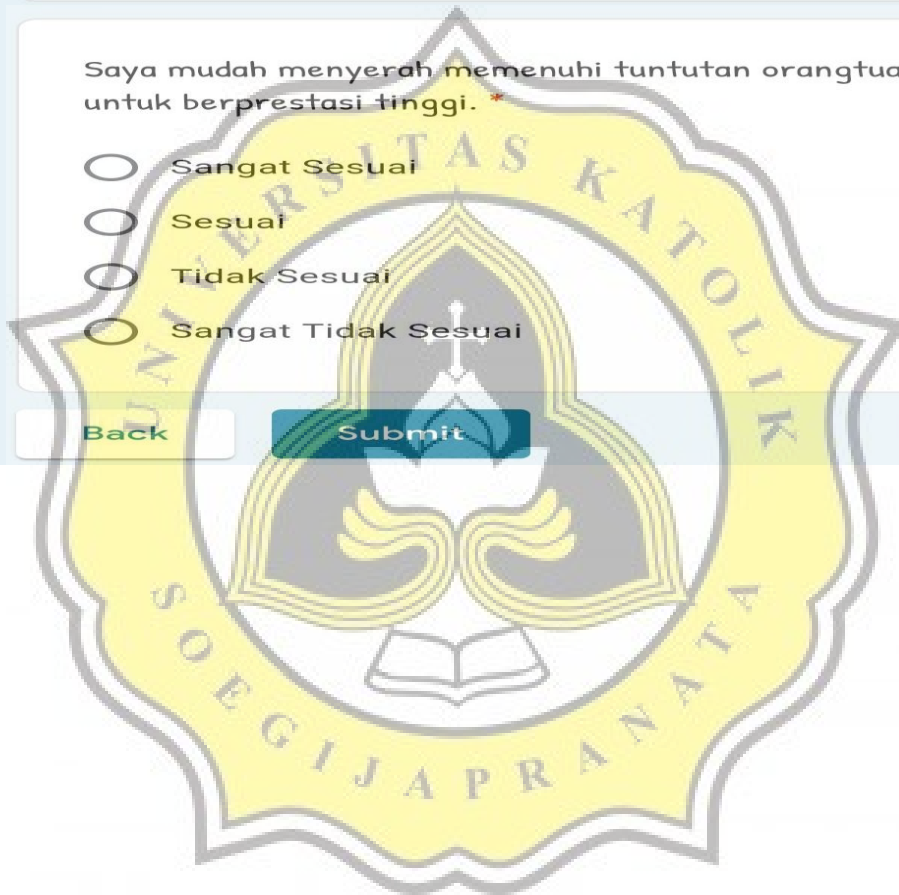 Saya mudah menyerah memenuhi tuntutan orangtua
untuk berprestasi tinggi. *
Sangat Sesuai
Sesuai
Tidak Sesuai
Sangat Tidak Sesuai
Back
Submit
UNIVERSITAS KATOLIK
SOEGIJAPRANATA